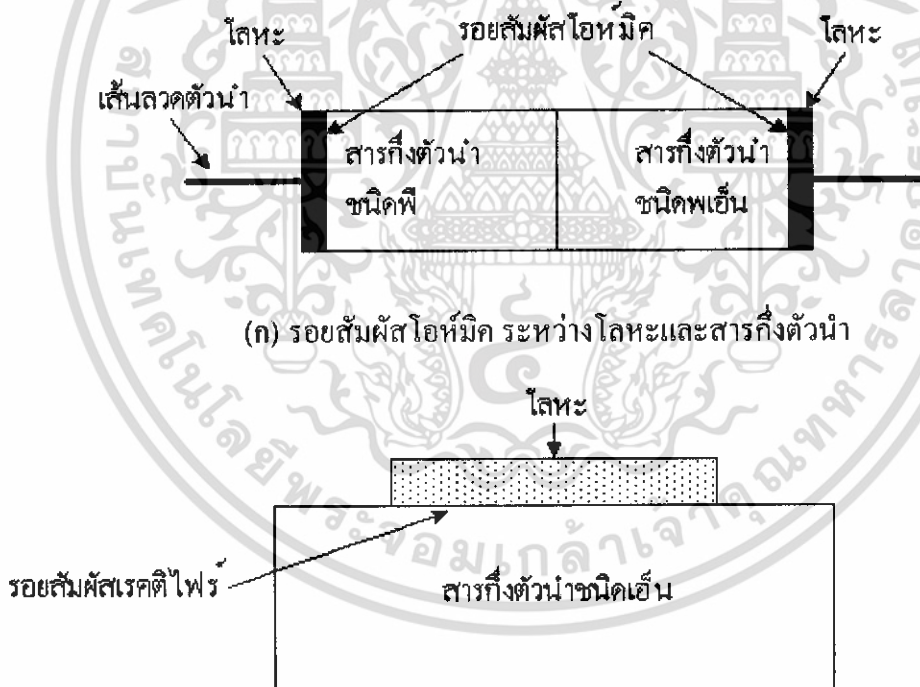 โลหะ
รอยสัมผัสโอห์มิค
โลหะ
เส้นลวดตัวนำ
สารกึ่งตัวนำ
ชนิดพี
สารกึ่งตัวนำ
ชนิดพเอ็น
(ก) รอยสัมผัสโอห์มิค ระหว่างโลหะและสารกึ่งตัวนำ
โลหะ
รอยสัมผัสเรคติไฟร์
สารกึ่งตัวนำชนิดเอ็น